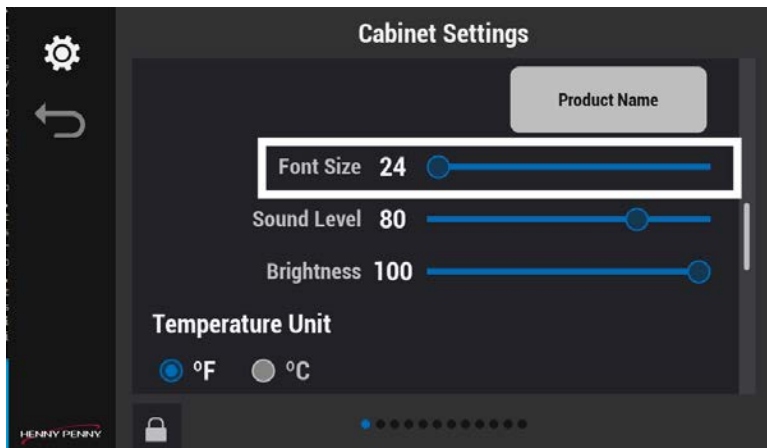 Cabinet Settings
Product Name
Font Size 24
Sound Level 80
Brightness 100
Temperature Unit
°F °C
HENNY PENNY